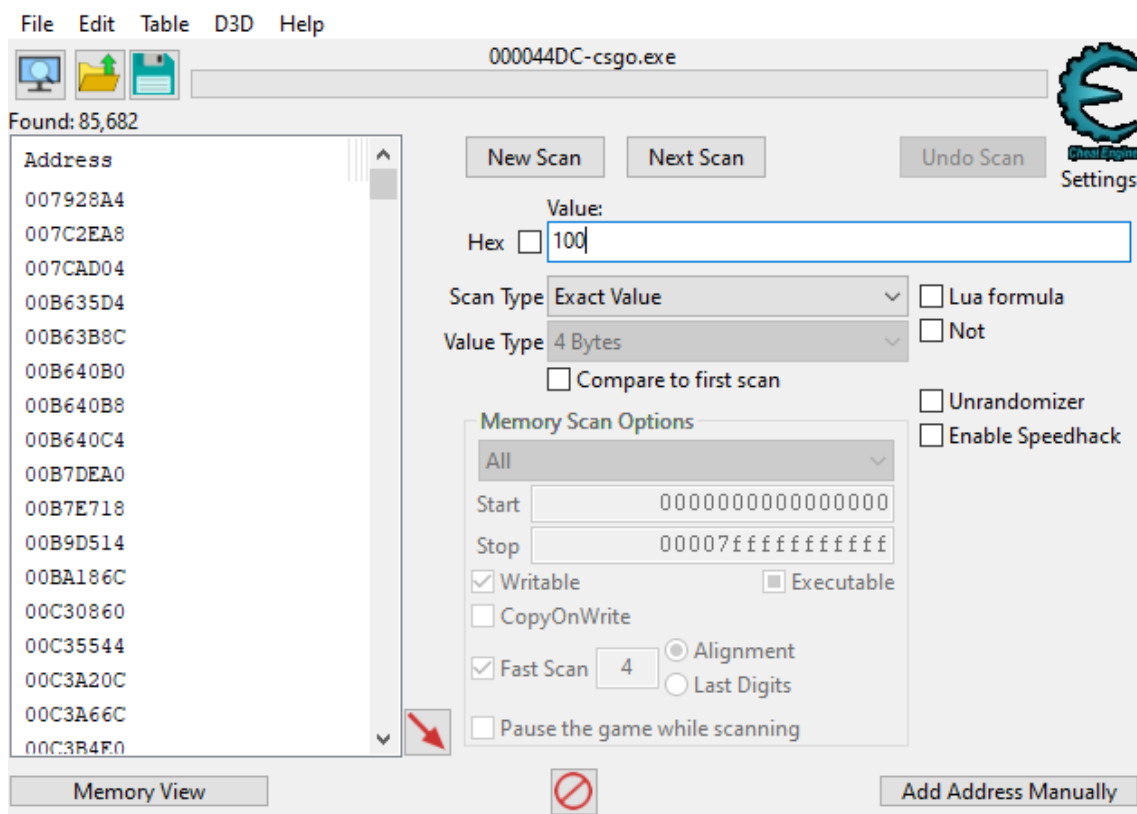 File Edit Table D3D Help
000044DC-csgo.exe
Found: 85,682
Address
007928A4
007C2EA8
007CAD04
00B635D4
00B63B8C
00B640B0
00B640B8
00B640C4
00B7DEA0
00B7E718
00B9D514
00BA186C
00C30860
00C35544
00C3A20C
00C3A66C
00C3B4E0
New Scan Next Scan Undo Scan
Cheat Engine
Settings
Value:
Hex 100
Scan Type Exact Value Lua formula
Value Type 4 Bytes Not
Compare to first scan
Unrandomizer
Memory Scan Options
Enable Speedhack
All
Start 0000000000000000
Stop 00007fffffffffff
Writable Executable
CopyOnWrite
Fast Scan 4 Alignment
Last Digits
Pause the game while scanning
Memory View Add Address Manually